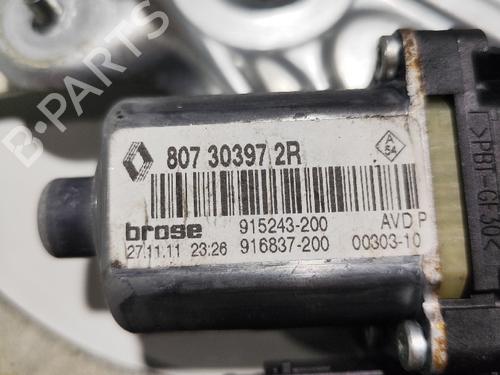 B-PARTS
807 30397 2R
A
54
brose 915243-200 AVD P
27.11.11 23:26 916837-200 00303-10
>PBT-GF30<